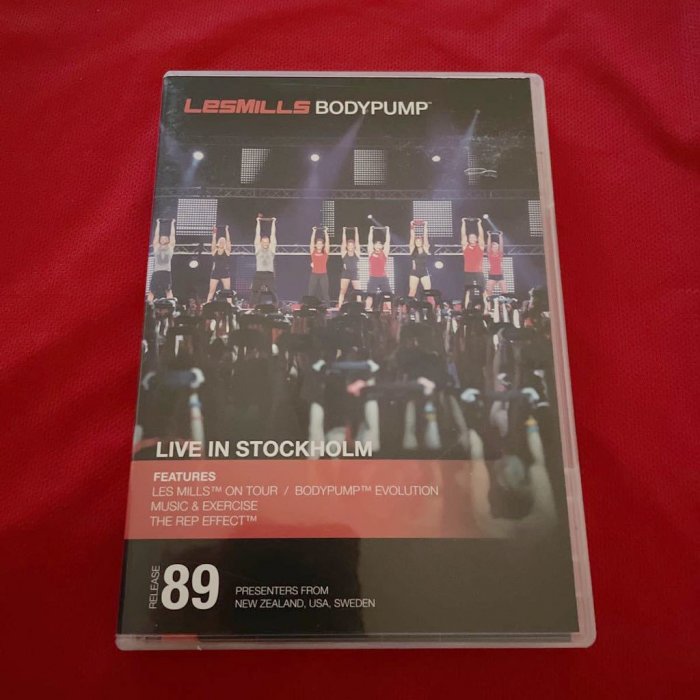 LesMILLS BODYPUMP™
LIVE IN STOCKHOLM
FEATURES
LES MILLS™ ON TOUR / BODYPUMP™ EVOLUTION
MUSIC & EXERCISE
THE REP EFFECT™
RELEASE 89
PRESENTERS FROM
NEW ZEALAND, USA, SWEDEN